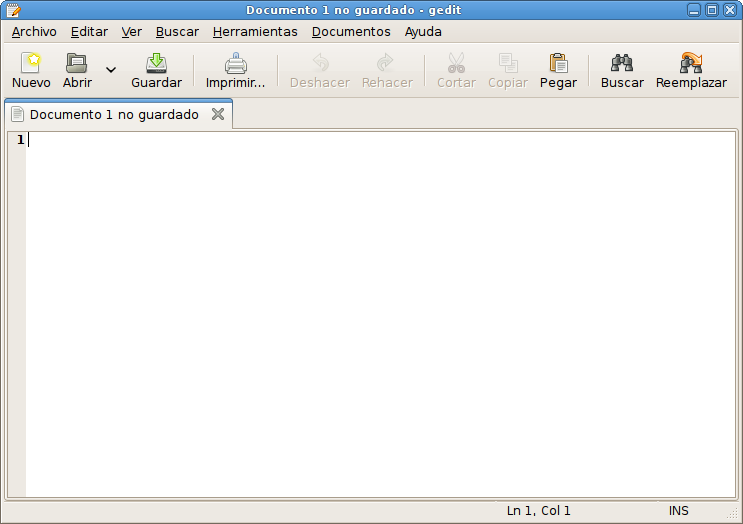 Documento 1 no guardado - gedit
Archivo Editar Ver Buscar Herramientas Documentos Ayuda
Nuevo Abrir Guardar Imprimir... Deshacer Rehacer Cortar Copiar Pegar Buscar Reemplazar
Documento 1 no guardado
1
Ln 1, Col 1 INS